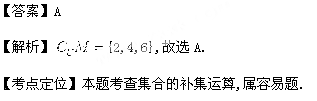 【答案】A
【解析】C_U M = {2,4,6},故选 A.
【考点定位】本题考查集合的补集运算,属容易题.